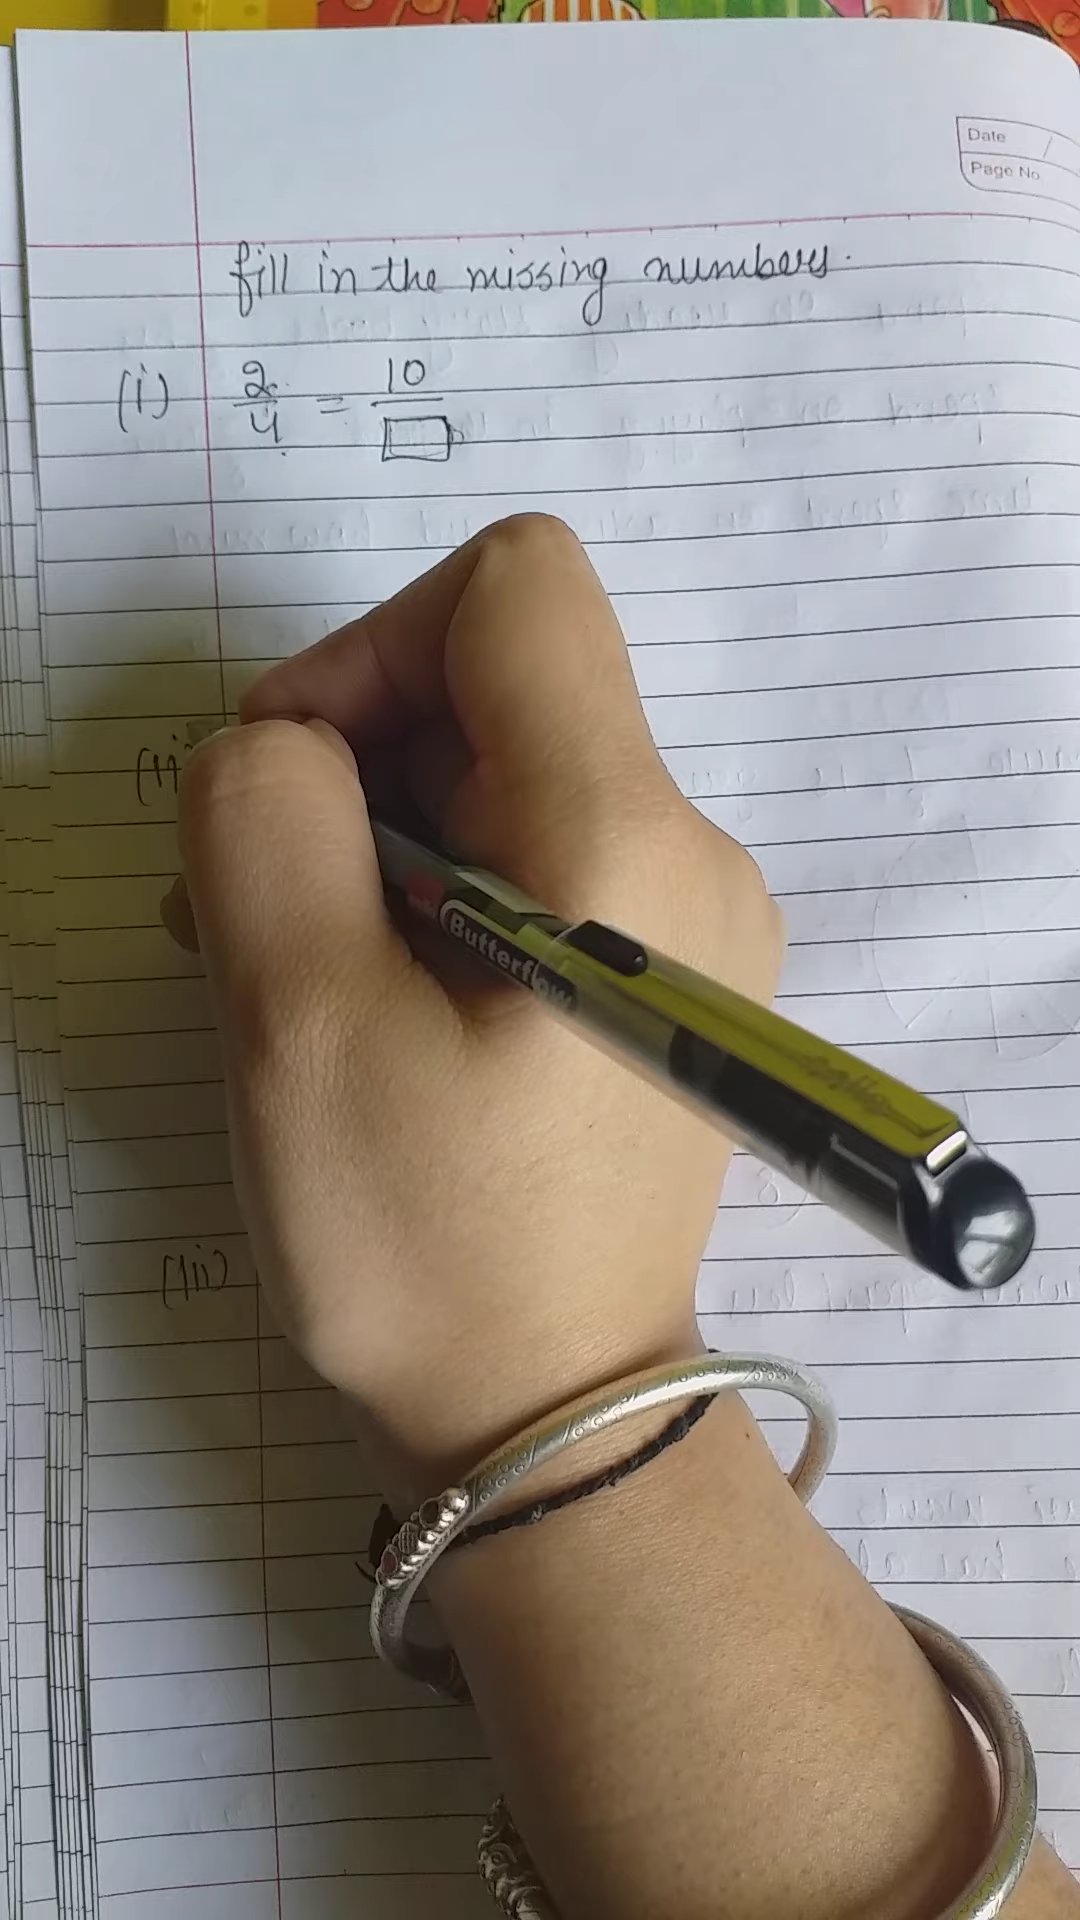 Date /
Page No
fill in the missing numbers.
(i) 2/4 = 10/☐
(ii
(iii)
Butterflow